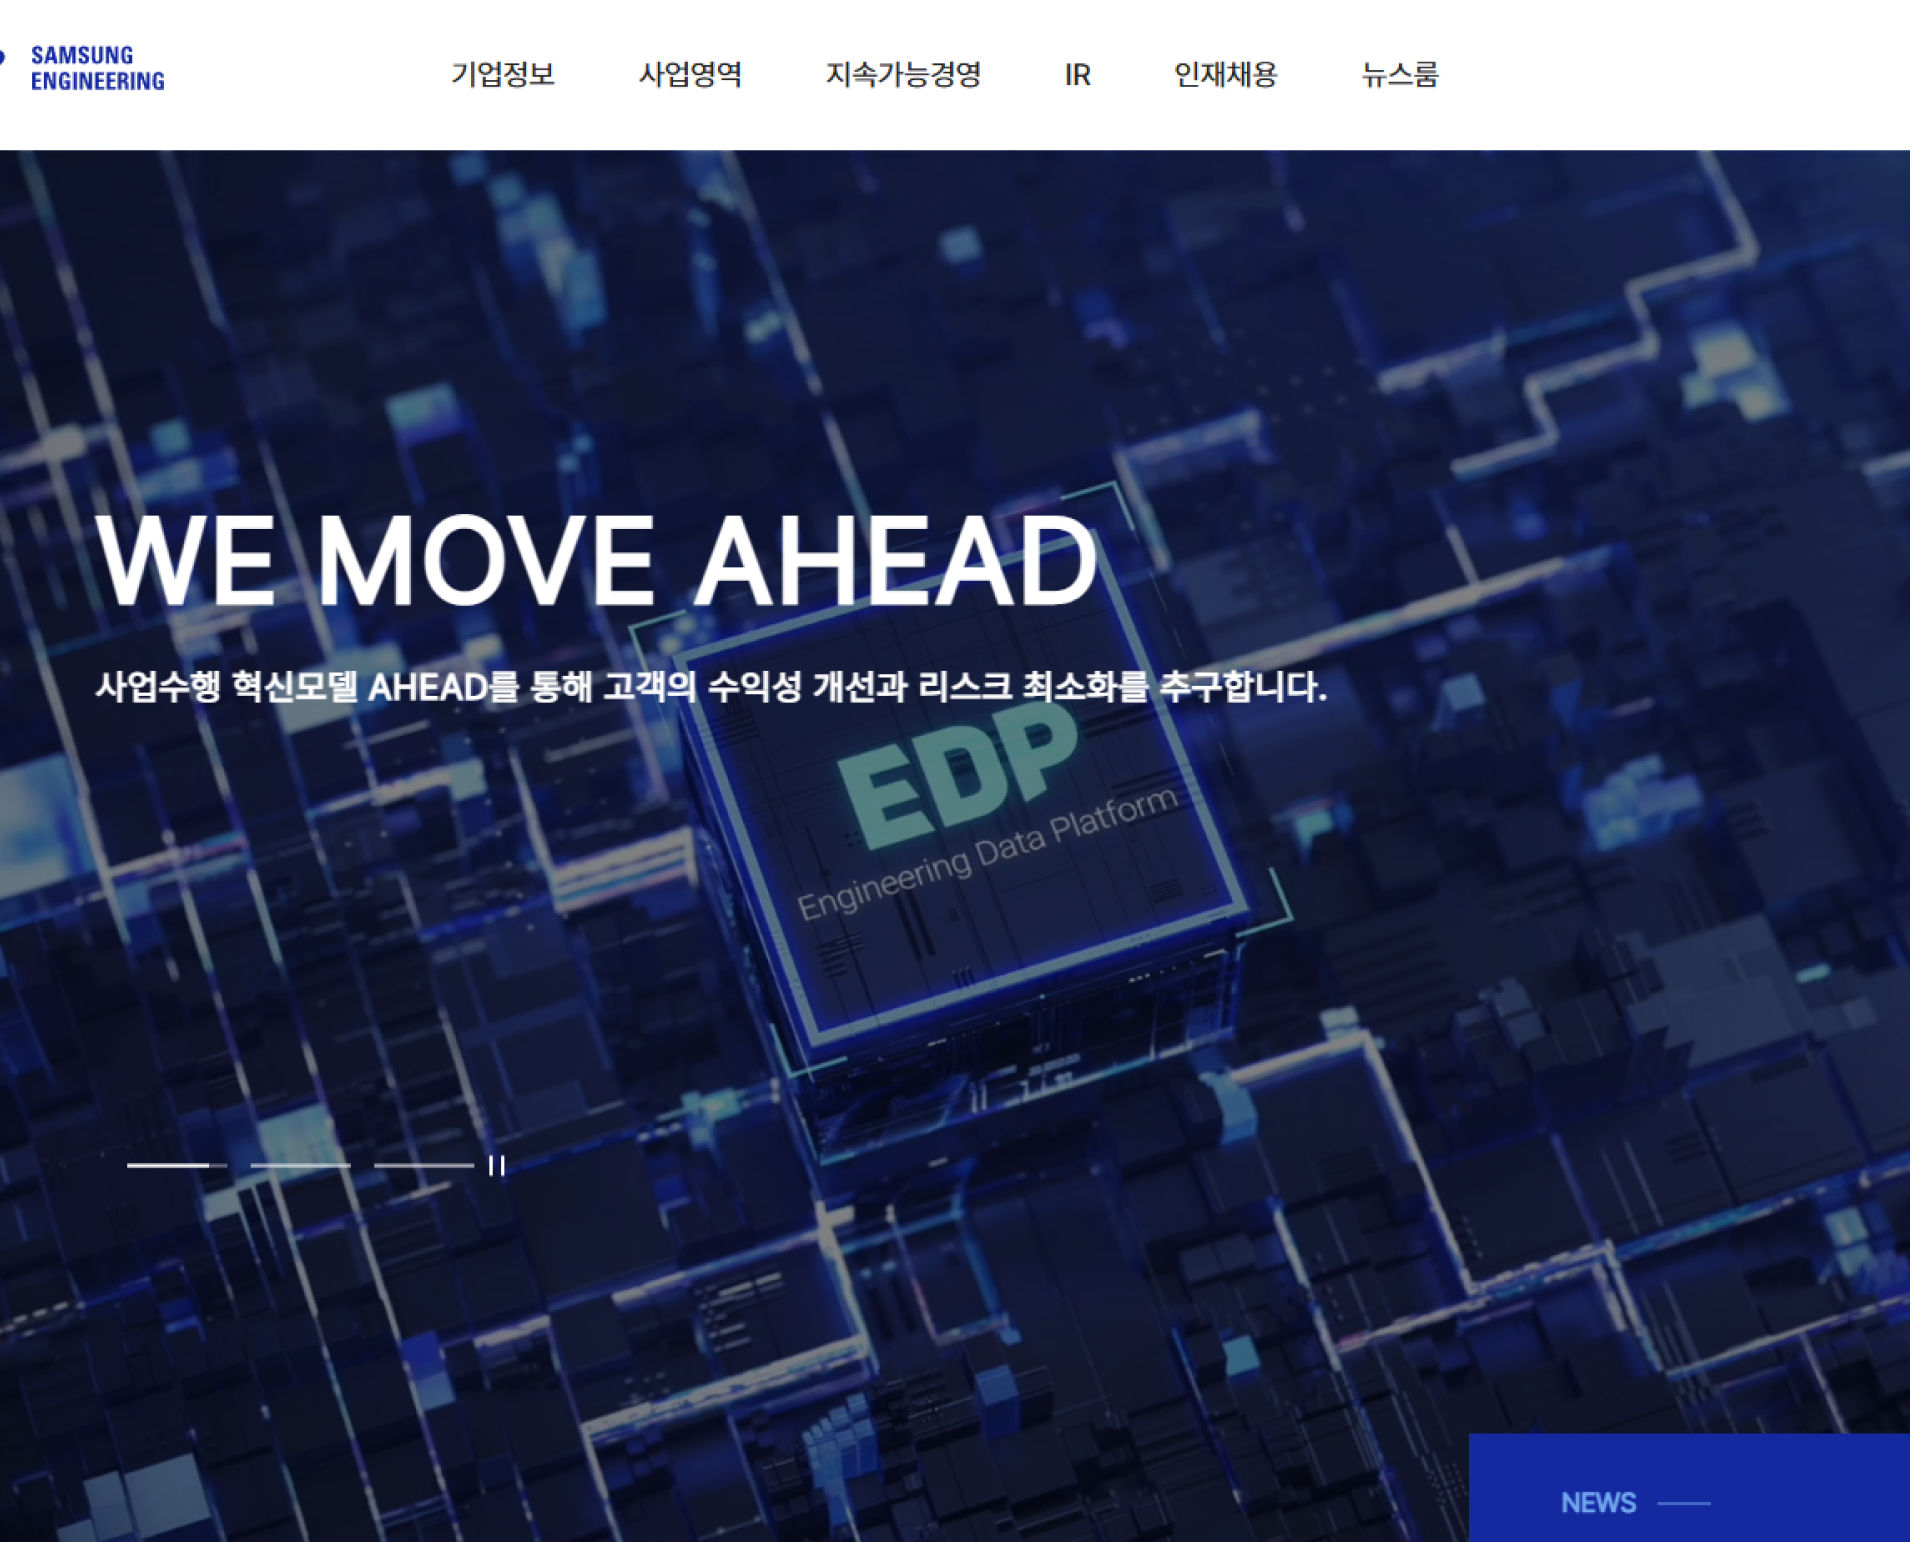 SAMSUNG
ENGINEERING
기업정보 사업영역 지속가능경영 IR 인재채용 뉴스룸
WE MOVE AHEAD
사업수행 혁신모델 AHEAD를 통해 고객의 수익성 개선과 리스크 최소화를 추구합니다.
EDP
Engineering Data Platform
NEWS